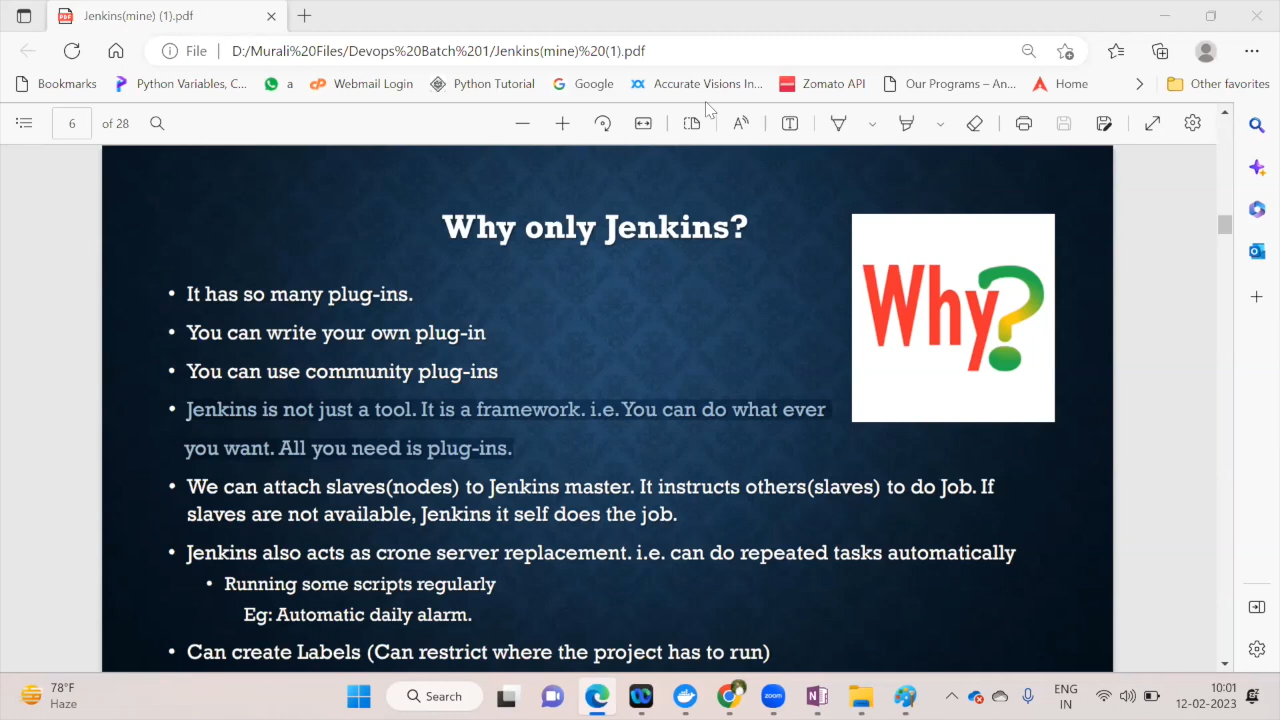 Jenkins(mine) (1).pdf
File
D:/Murali%20Files/Devops%20Batch%201/Jenkins(mine)%20(1).pdf
Bookmarks
Python Variables, C...
a
Webmail Login
Python Tutorial
Google
Accurate Visions In...
Zomato API
Our Programs – An...
Home
Other favorites
6 of 28
Why only Jenkins?
Why?
• It has so many plug-ins.
• You can write your own plug-in
• You can use community plug-ins
• Jenkins is not just a tool. It is a framework. i.e. You can do what ever
you want. All you need is plug-ins.
• We can attach slaves(nodes) to Jenkins master. It instructs others(slaves) to do Job. If
slaves are not available, Jenkins it self does the job.
• Jenkins also acts as crone server replacement. i.e. can do repeated tasks automatically
• Running some scripts regularly
Eg: Automatic daily alarm.
• Can create Labels (Can restrict where the project has to run)
78°F
Haze
Search
zoom
ENG
IN
10:01
12-02-2023